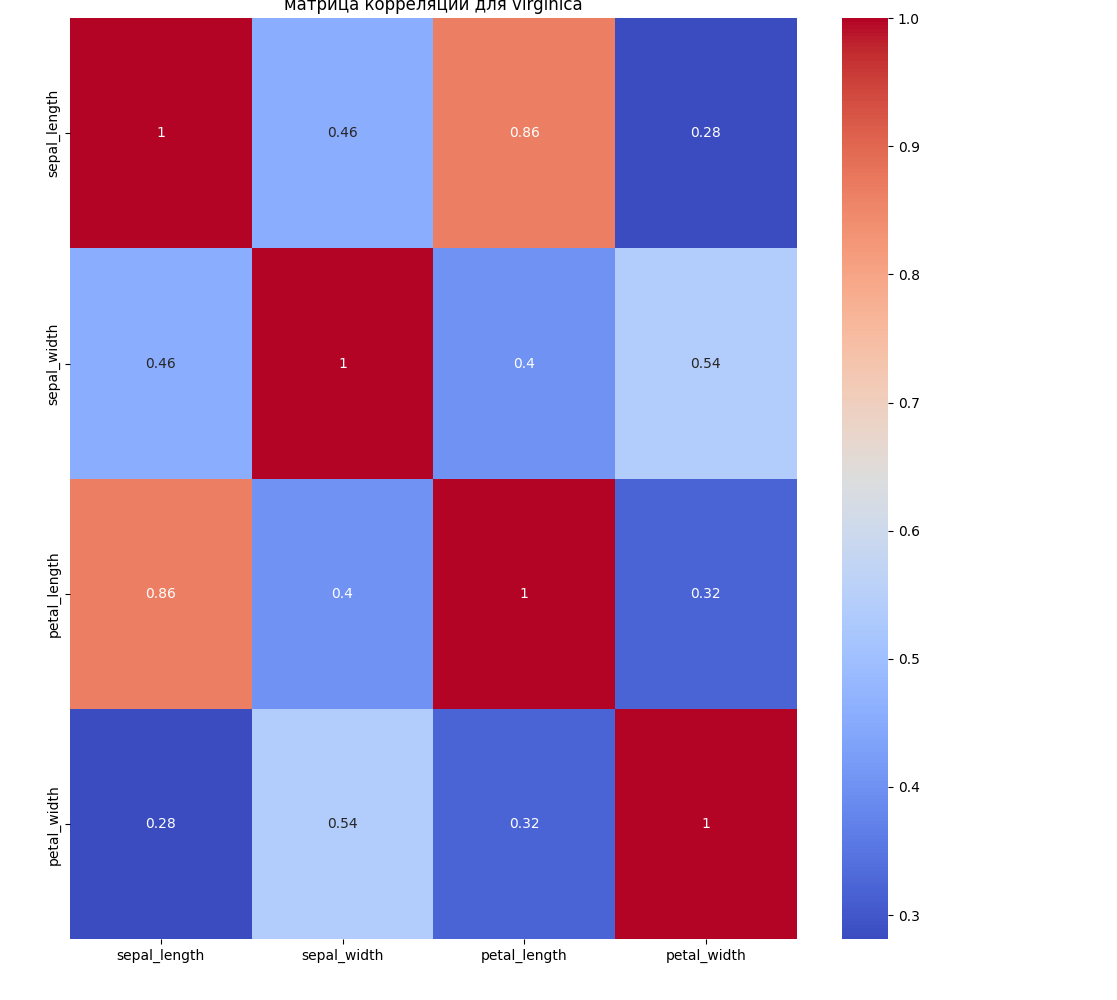 матрица корреляции для virginica
sepal_length
1
0.46
0.86
0.28
sepal_width
0.46
1
0.4
0.54
petal_length
0.86
0.4
1
0.32
petal_width
0.28
0.54
0.32
1
sepal_length
sepal_width
petal_length
petal_width
1.0
0.9
0.8
0.7
0.6
0.5
0.4
0.3